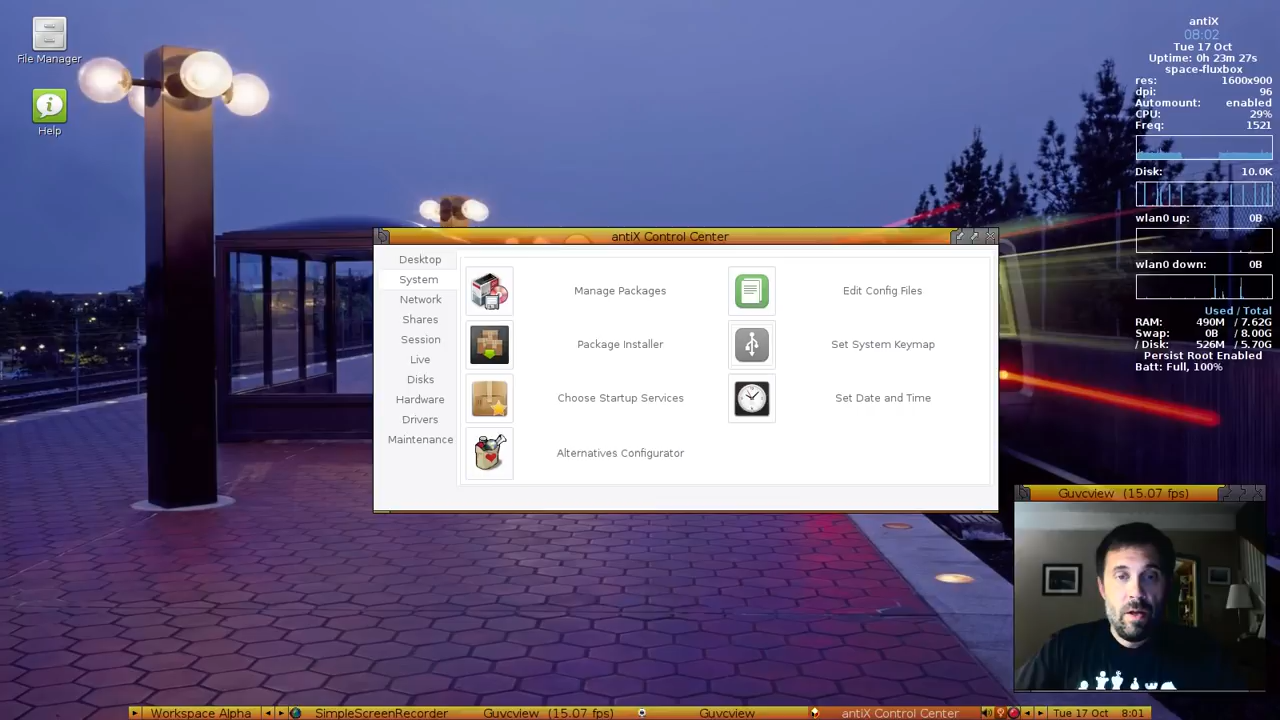 File Manager
Help
antiX
08:02
Tue 17 Oct
Uptime: 0h 23m 27s
space-fluxbox
res: 1600x900
dpi: 96
Automount: enabled
CPU: 29%
Freq: 1521
Disk: 10.0K
wlan0 up: 0B
wlan0 down: 0B
Used / Total
RAM: 490M / 7.62G
Swap: 0B / 8.00G
/ Disk: 526M / 5.70G
Persist Root Enabled
Batt: Full, 100%
antiX Control Center
Desktop
System
Network
Shares
Session
Live
Disks
Hardware
Drivers
Maintenance
Manage Packages
Edit Config Files
Package Installer
Set System Keymap
Choose Startup Services
Set Date and Time
Alternatives Configurator
Guvcview (15.07 fps)
Workspace Alpha
SimpleScreenRecorder
Guvcview (15.07 fps)
Guvcview
antiX Control Center
Tue 17 Oct 8:01